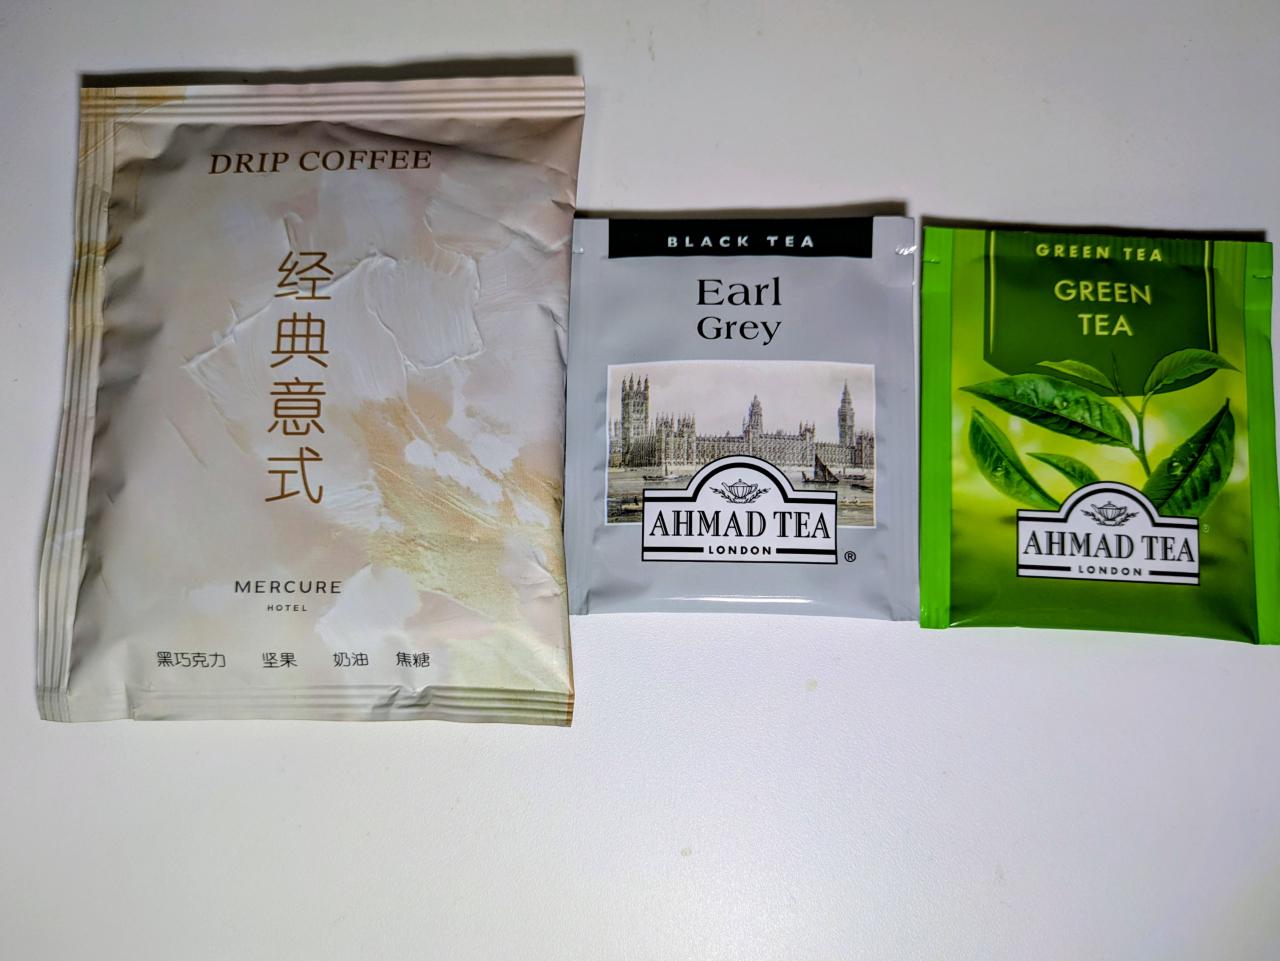 DRIP COFFEE
经典意式
MERCURE
HOTEL
黑巧克力 坚果 奶油 焦糖
BLACK TEA
Earl
Grey
AHMAD TEA
LONDON
®
GREEN TEA
GREEN
TEA
AHMAD TEA
LONDON
®